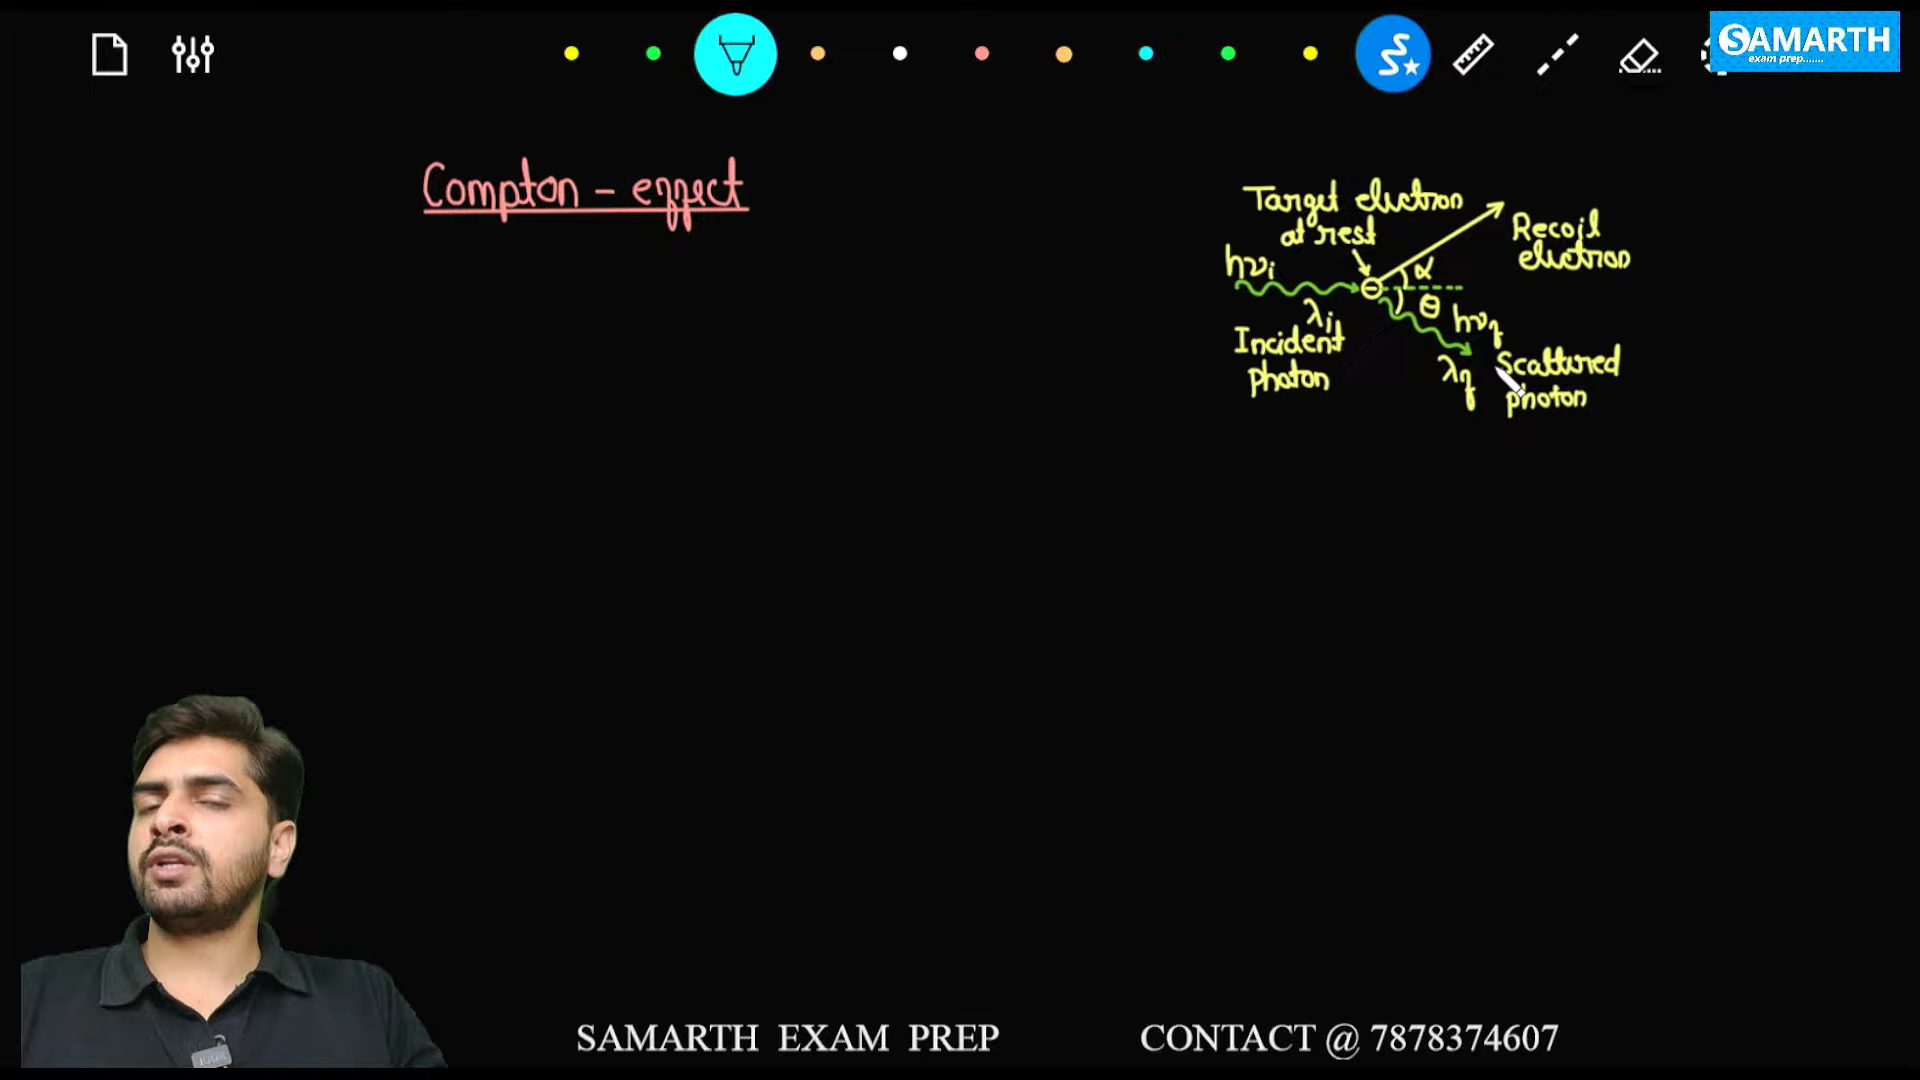 SAMARTH
exam prep.......
Compton - effect
Target electron
at rest
Recoil
electron
hνi
α
θ
hνf
λi
Incident
photon
λf
Scattered
photon
SAMARTH EXAM PREP
CONTACT @ 7878374607